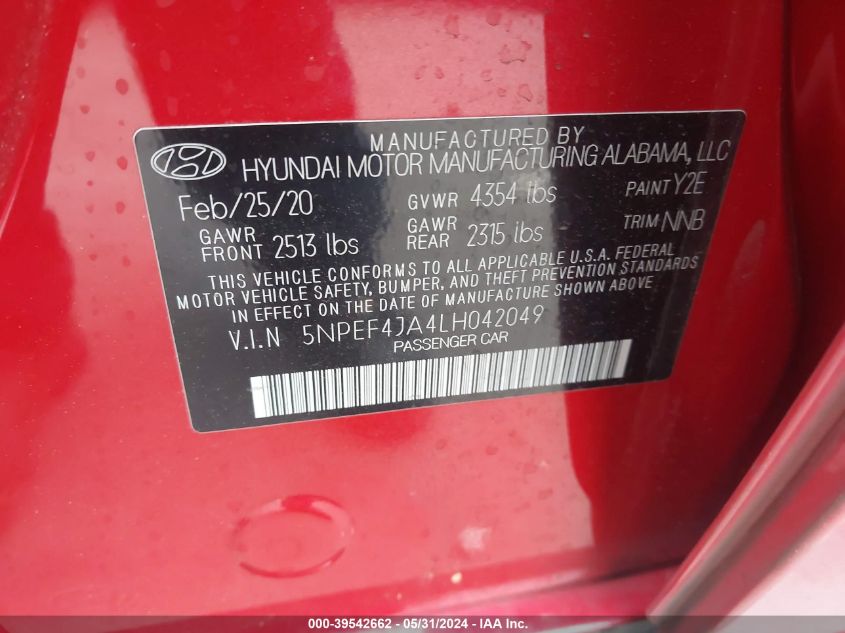 MANUFACTURED BY
HYUNDAI MOTOR MANUFACTURING ALABAMA, LLC
Feb/25/20 GVWR 4354 lbs PAINT Y2E
GAWR FRONT 2513 lbs GAWR REAR 2315 lbs TRIM NNB
THIS VEHICLE CONFORMS TO ALL APPLICABLE U.S.A. FEDERAL
MOTOR VEHICLE SAFETY, BUMPER, AND THEFT PREVENTION STANDARDS
IN EFFECT ON THE DATE OF MANUFACTURE SHOWN ABOVE
V.I.N 5NPEF4JA4LH042049
PASSENGER CAR
000-39542662 - 05/31/2024 - IAA Inc.